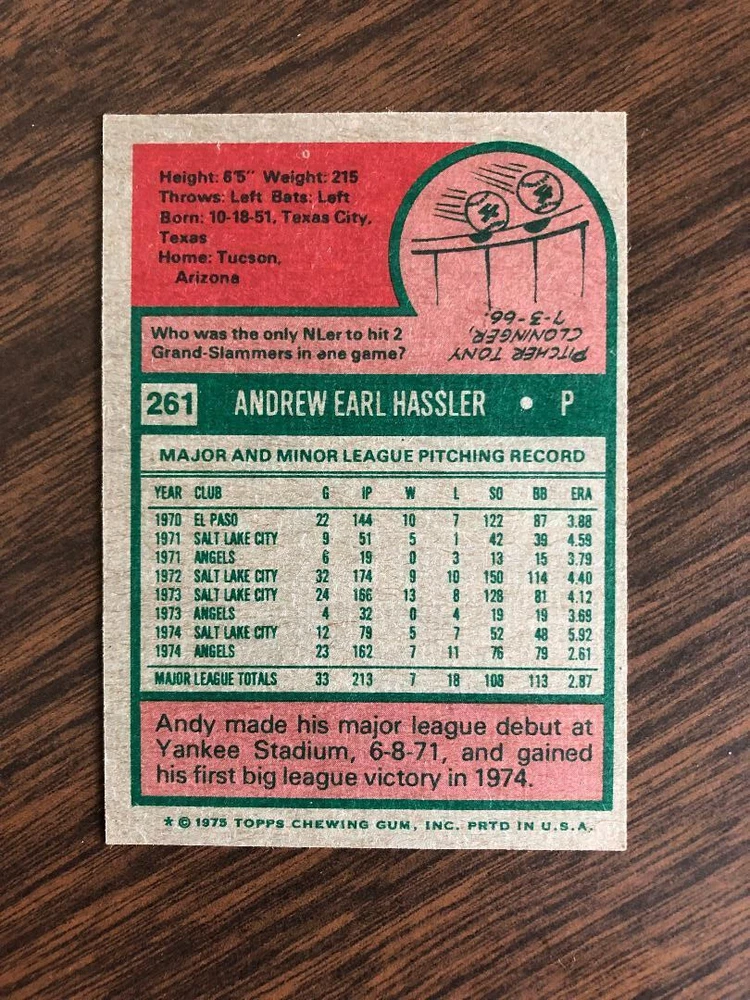 Height: 6'5" Weight: 215
Throws: Left Bats: Left
Born: 10-18-51, Texas City,
Texas
Home: Tucson,
Arizona
Who was the only NLer to hit 2
Grand-Slammers in one game?
PITCHER TONY
CLONINGER,
7-3-66.
261 ANDREW EARL HASSLER • P
MAJOR AND MINOR LEAGUE PITCHING RECORD
YEAR CLUB G IP W L SO BB ERA
1970 EL PASO 22 144 10 7 122 87 3.88
1971 SALT LAKE CITY 9 51 5 1 42 39 4.59
1971 ANGELS 6 19 0 3 13 15 3.79
1972 SALT LAKE CITY 32 174 9 10 150 114 4.40
1973 SALT LAKE CITY 24 166 13 8 128 81 4.12
1973 ANGELS 4 32 0 4 19 19 3.69
1974 SALT LAKE CITY 12 79 5 7 52 48 5.92
1974 ANGELS 23 162 7 11 76 79 2.61
MAJOR LEAGUE TOTALS 33 213 7 18 108 113 2.87
Andy made his major league debut at
Yankee Stadium, 6-8-71, and gained
his first big league victory in 1974.
* © 1975 TOPPS CHEWING GUM, INC. PRTD IN U.S.A.